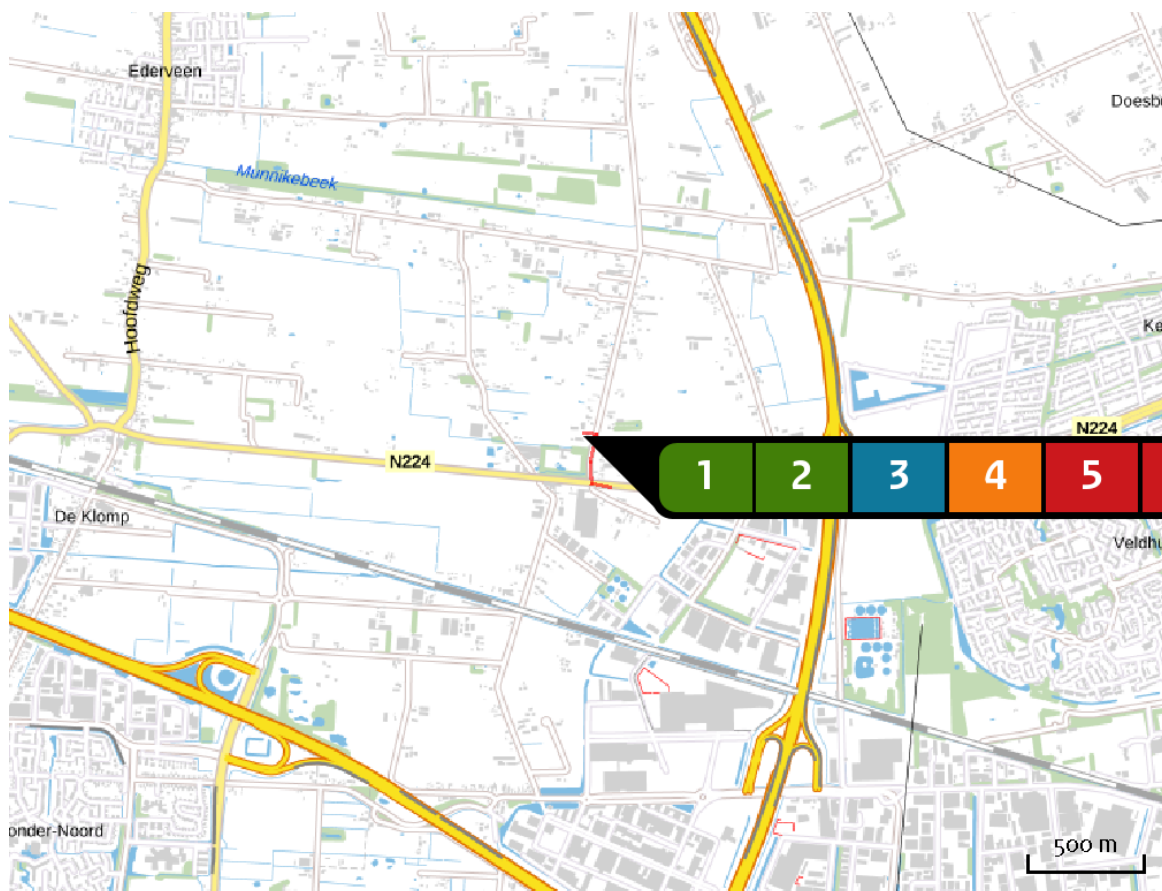 Ederveen
Doesbu
Munnikebeek
Hoofdweg
Ke
N224
N224
1 2 3 4 5
De Klomp
Veldhu
onder-Noord
500 m